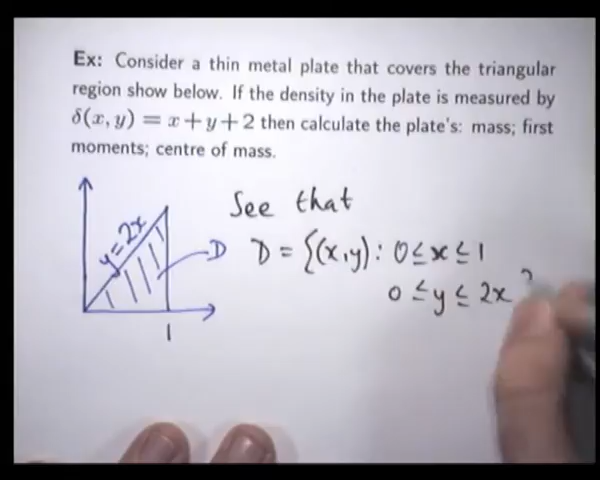 Ex: Consider a thin metal plate that covers the triangular
region show below. If the density in the plate is measured by
δ(x, y) = x + y + 2 then calculate the plate's: mass; first
moments; centre of mass.
See that
y = 2x
D
D = {(x,y) : 0 ≤ x ≤ 1
0 ≤ y ≤ 2x
1